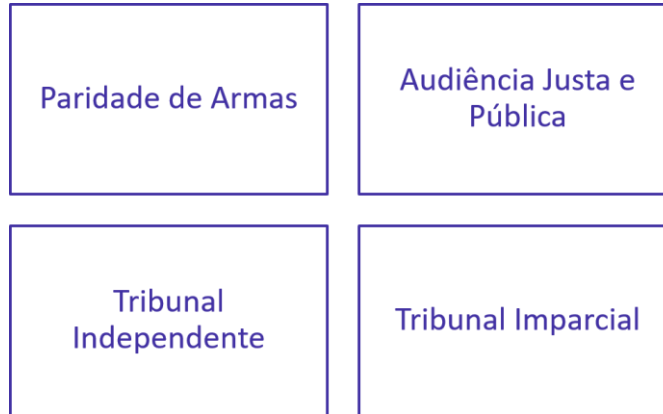 Paridade de Armas
Audiência Justa e
Pública
Tribunal
Independente
Tribunal Imparcial